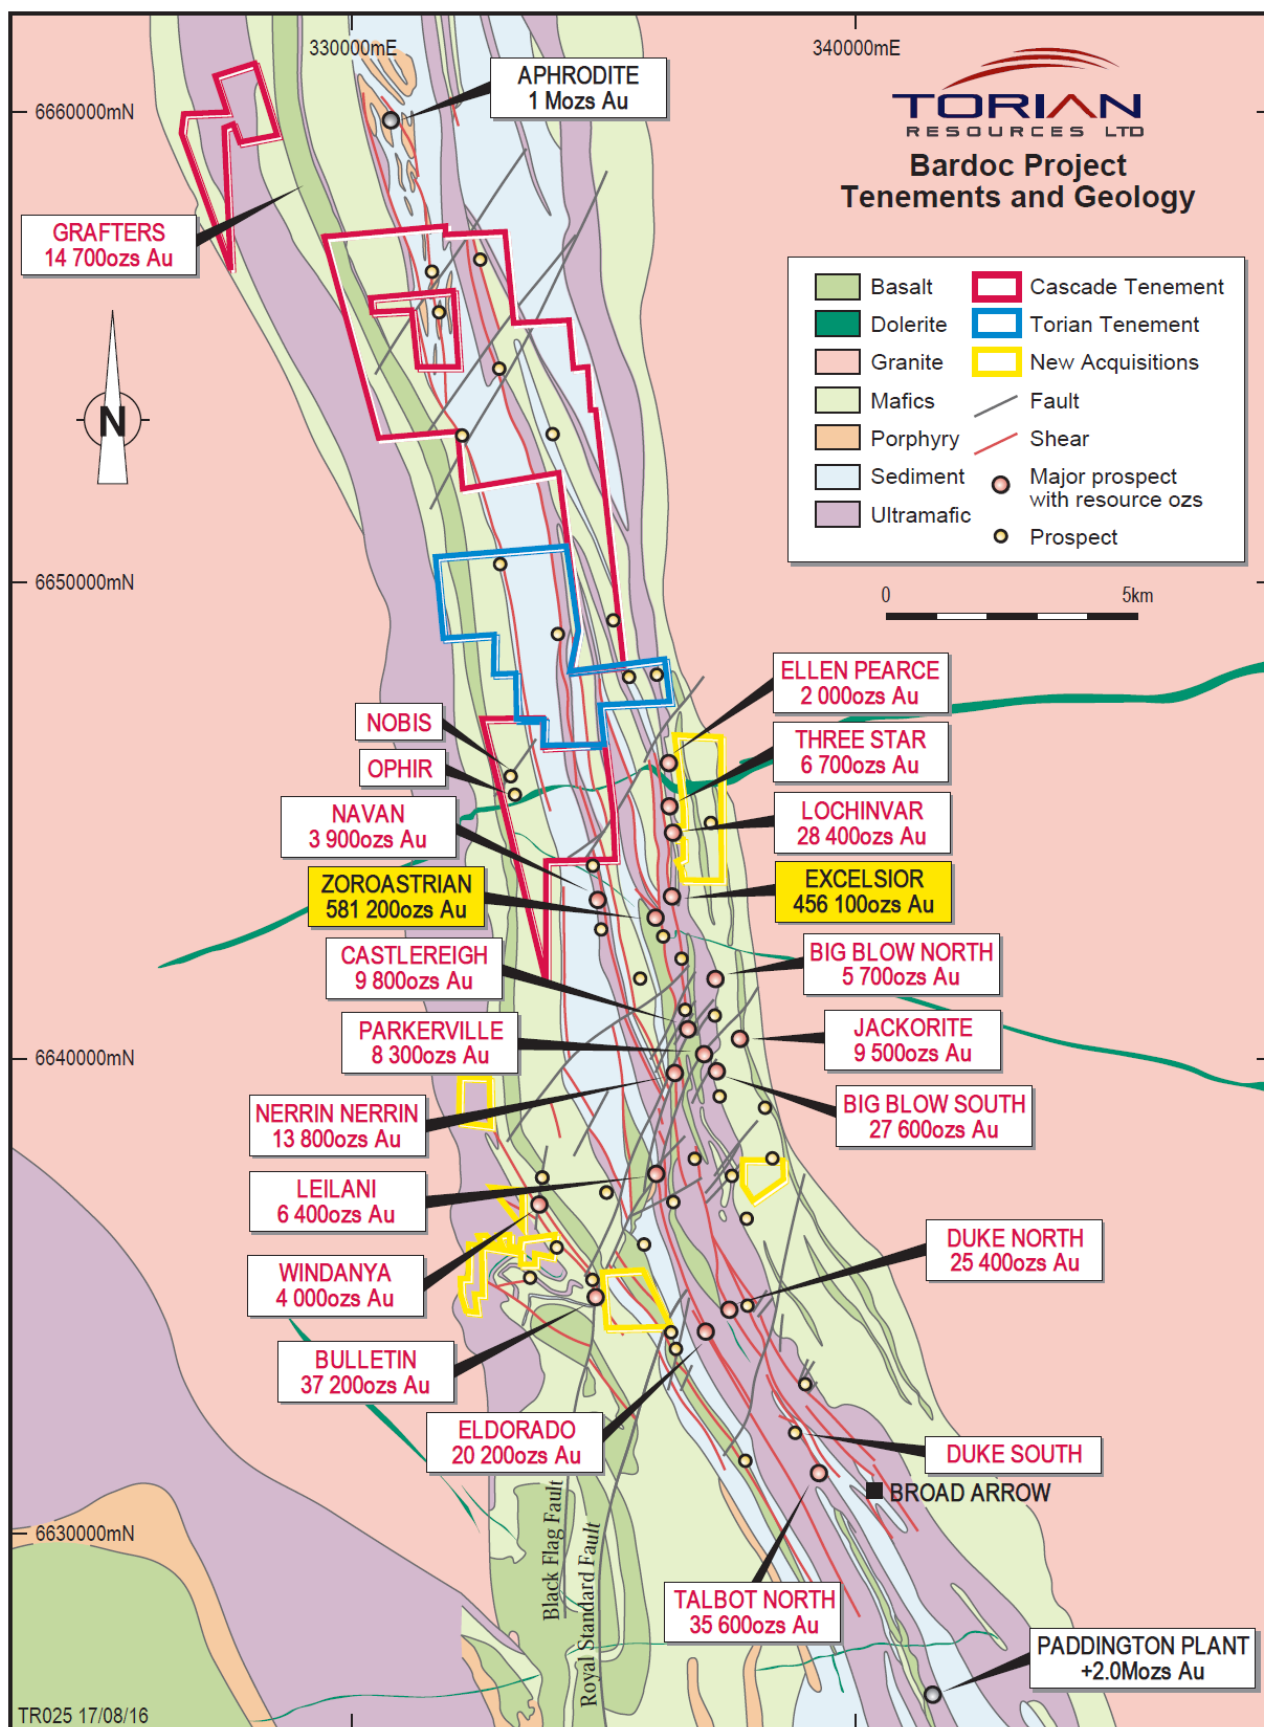 330000mE
340000mE
6660000mN
APHRODITE
1 Mozs Au
TORIAN
RESOURCES LTD
Bardoc Project
Tenements and Geology
GRAFTERS
14 700ozs Au
Basalt
Dolerite
Granite
Mafics
Porphyry
Sediment
Ultramafic
Cascade Tenement
Torian Tenement
New Acquisitions
Fault
Shear
Major prospect
with resource ozs
Prospect
N
6650000mN
0
5km
ELLEN PEARCE
2 000ozs Au
NOBIS
THREE STAR
6 700ozs Au
OPHIR
NAVAN
3 900ozs Au
LOCHINVAR
28 400ozs Au
ZOROASTRIAN
581 200ozs Au
EXCELSIOR
456 100ozs Au
CASTLEREIGH
9 800ozs Au
BIG BLOW NORTH
5 700ozs Au
PARKERVILLE
8 300ozs Au
JACKORITE
9 500ozs Au
6640000mN
NERRIN NERRIN
13 800ozs Au
BIG BLOW SOUTH
27 600ozs Au
LEILANI
6 400ozs Au
DUKE NORTH
25 400ozs Au
WINDANYA
4 000ozs Au
BULLETIN
37 200ozs Au
ELDORADO
20 200ozs Au
DUKE SOUTH
BROAD ARROW
6630000mN
Black Flag Fault
Royal Standard Fault
TALBOT NORTH
35 600ozs Au
PADDINGTON PLANT
+2.0Mozs Au
TR025 17/08/16